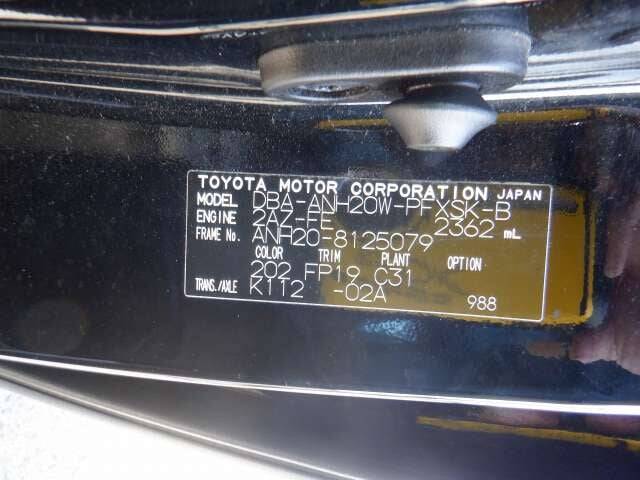 TOYOTA MOTOR CORPORATION JAPAN
MODEL DBA-ANH20W-PFXSK-B
ENGINE 2AZ-FE 2362 mL
FRAME No. ANH20-8125079
COLOR TRIM PLANT OPTION
202 FP19 C31
TRANS./AXLE K112 -02A 988